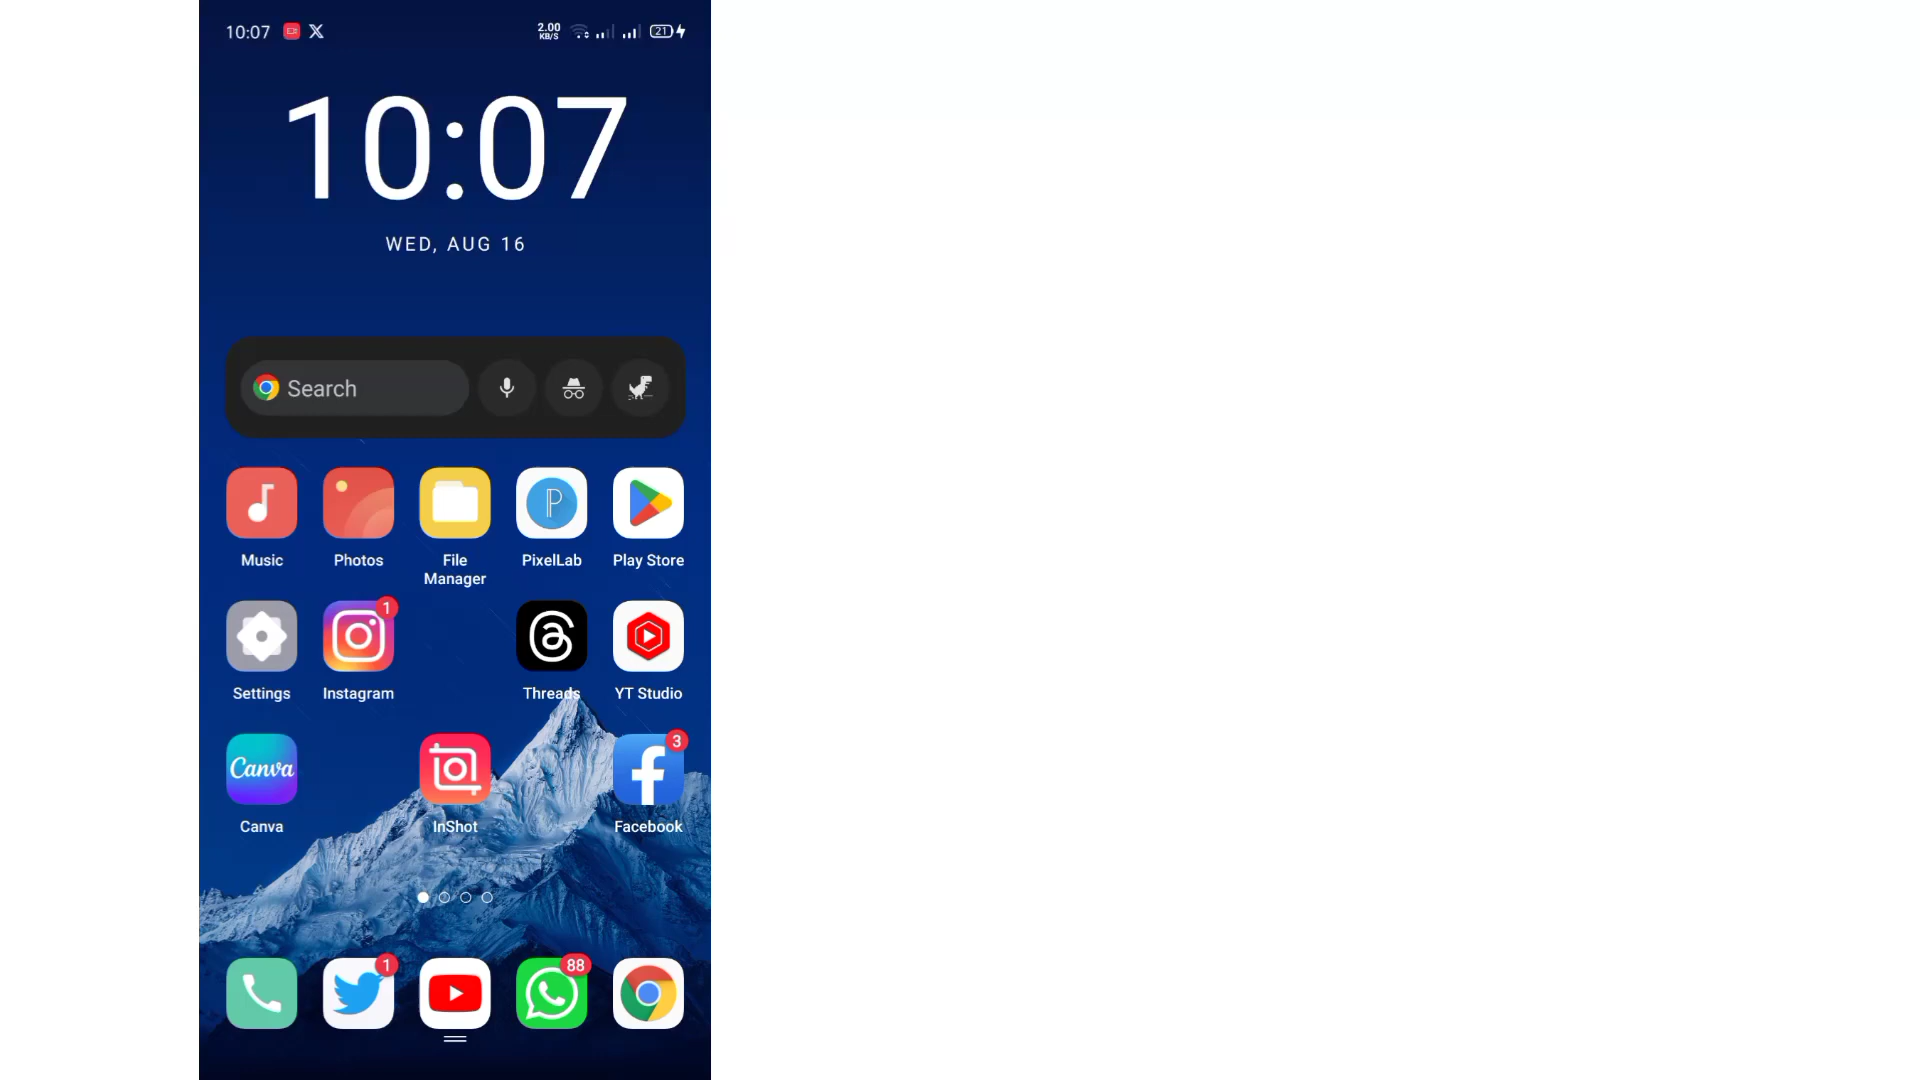 10:07
2.00 KB/S
21
10:07
WED, AUG 16
Search
Music
Photos
File Manager
PixelLab
Play Store
Settings
1
Instagram
Threads
YT Studio
Canva
Canva
InShot
3
Facebook
1
88